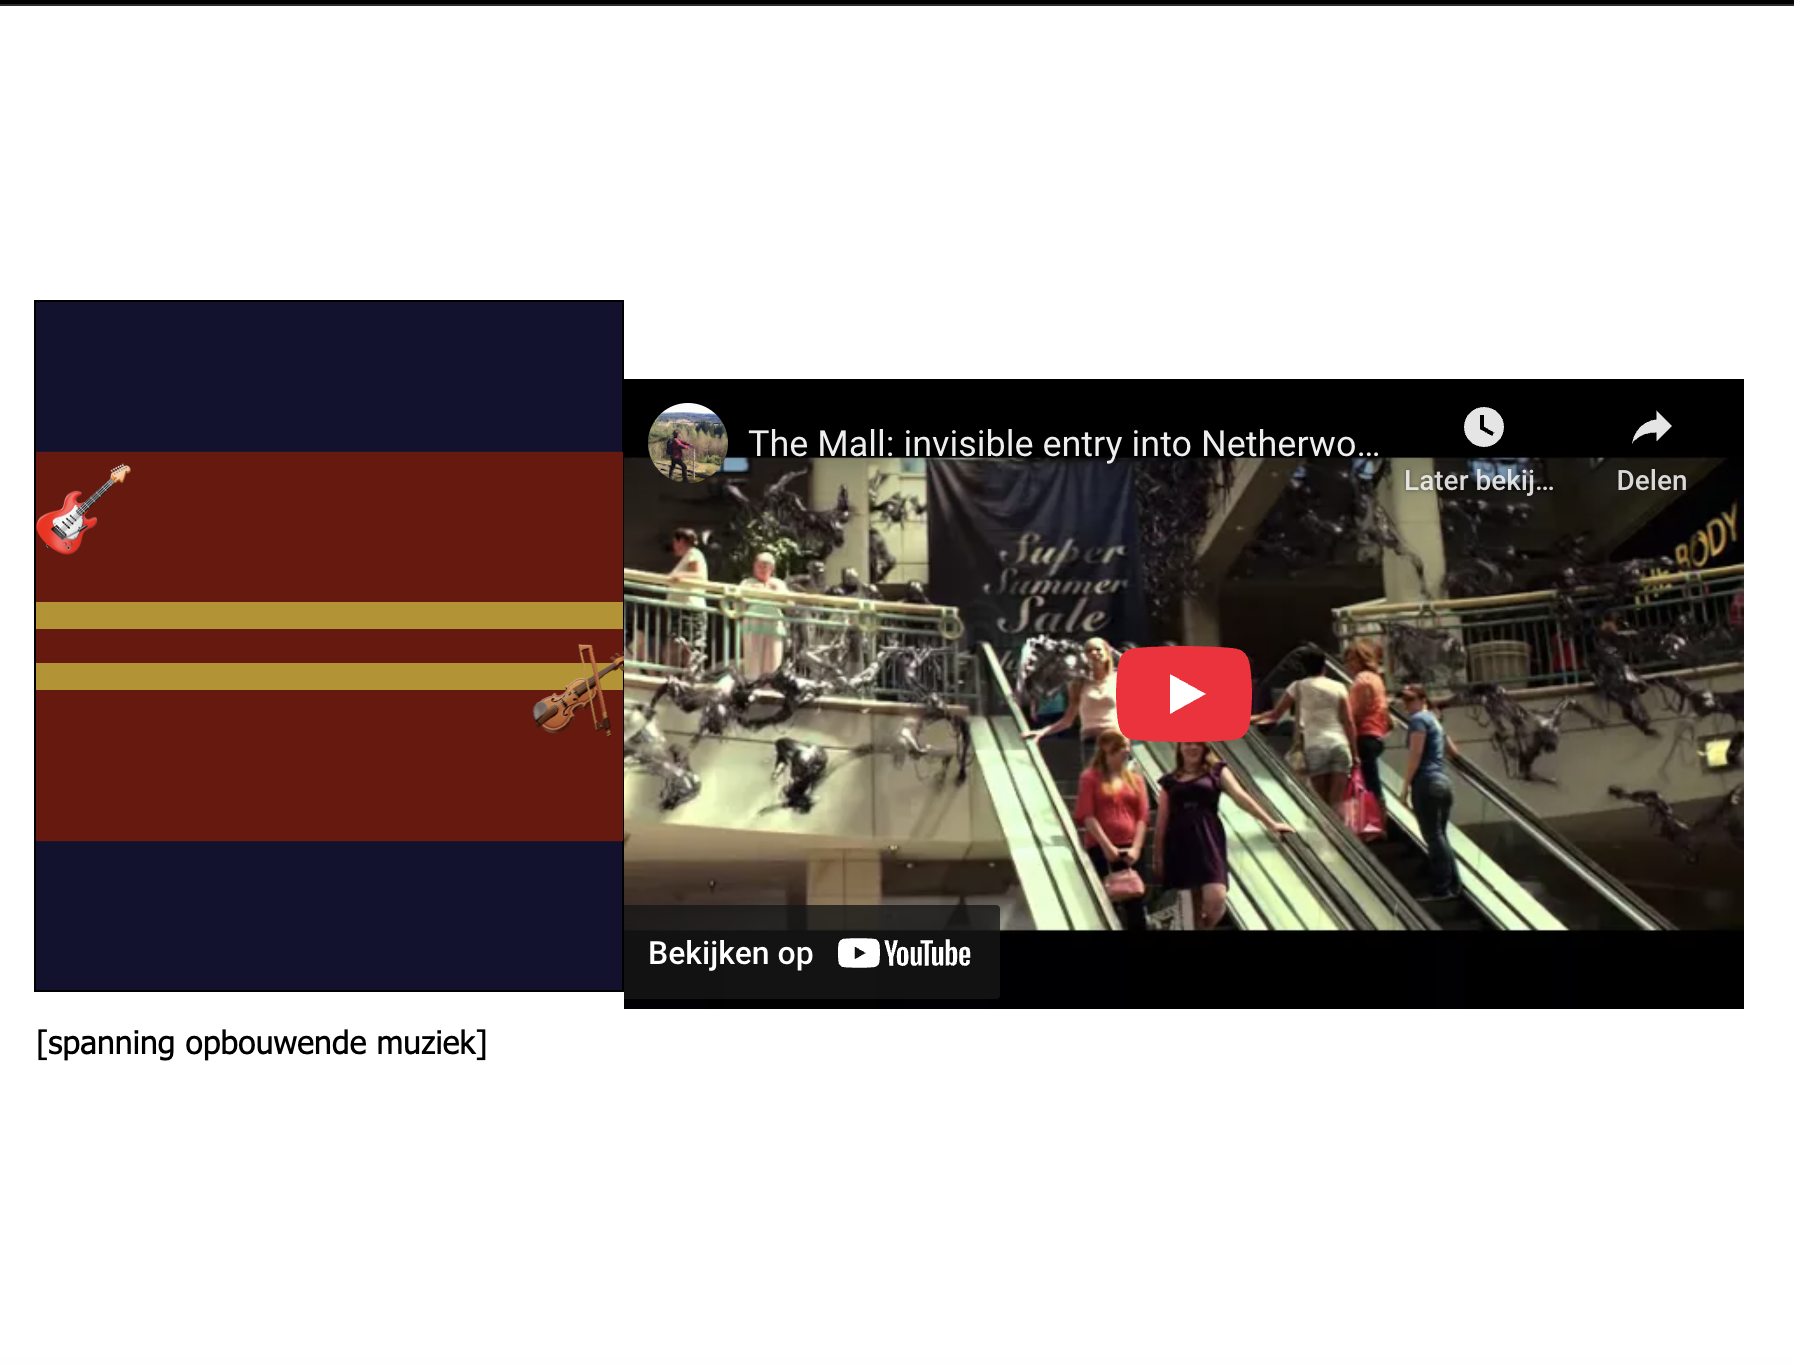 The Mall: invisible entry into Netherwo...
Later bekij...
Delen
Super
Summer
Sale
BODY
Bekijken op YouTube
[spanning opbouwende muziek]